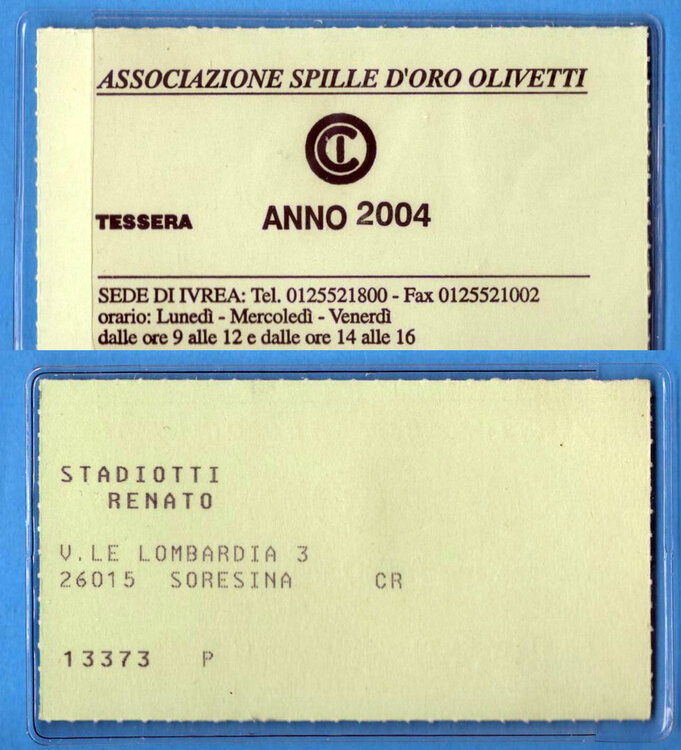 ASSOCIAZIONE SPILLE D'ORO OLIVETTI
TESSERA ANNO 2004
SEDE DI IVREA: Tel. 0125521800 - Fax 0125521002
orario: Lunedì - Mercoledì - Venerdì
dalle ore 9 alle 12 e dalle ore 14 alle 16
STADIOTTI
RENATO
V.LE LOMBARDIA 3
26015 SORESINA CR
13373 P